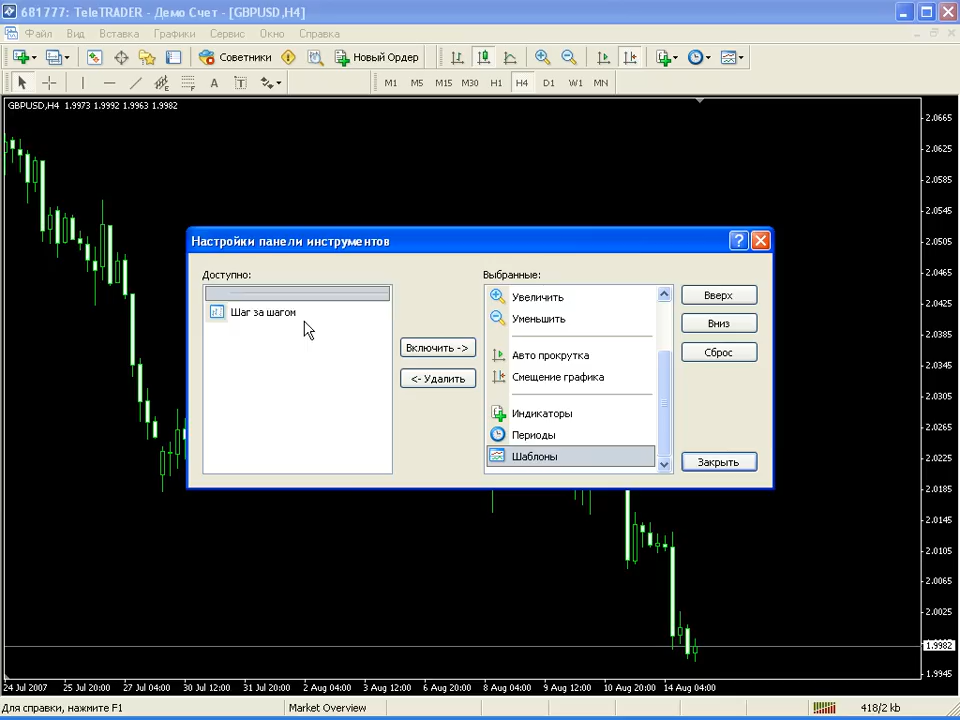 681777: TeleTRADER - Демо Счет - [GBPUSD,H4]
Файл Вид Вставка Графики Сервис Окно Справка
Советники Новый Ордер
A T M1 M5 M15 M30 H1 H4 D1 W1 MN
GBPUSD,H4 1.9973 1.9992 1.9963 1.9982
2.0665
2.0625
2.0585
2.0545
2.0505
2.0465
2.0425
2.0385
2.0345
2.0305
2.0265
2.0225
2.0185
2.0145
2.0105
2.0065
2.0025
1.9982
1.9945
Настройки панели инструментов
Доступно:
Шаг за шагом
Включить ->
<- Удалить
Выбранные:
Увеличить
Уменьшить
Авто прокрутка
Смещение графика
Индикаторы
Периоды
Шаблоны
Вверх
Вниз
Сброс
Закрыть
24 Jul 2007 25 Jul 20:00 27 Jul 04:00 30 Jul 12:00 31 Jul 20:00 2 Aug 04:00 3 Aug 12:00 6 Aug 20:00 8 Aug 04:00 9 Aug 12:00 10 Aug 20:00 14 Aug 04:00
Для справки, нажмите F1 Market Overview 418/2 kb